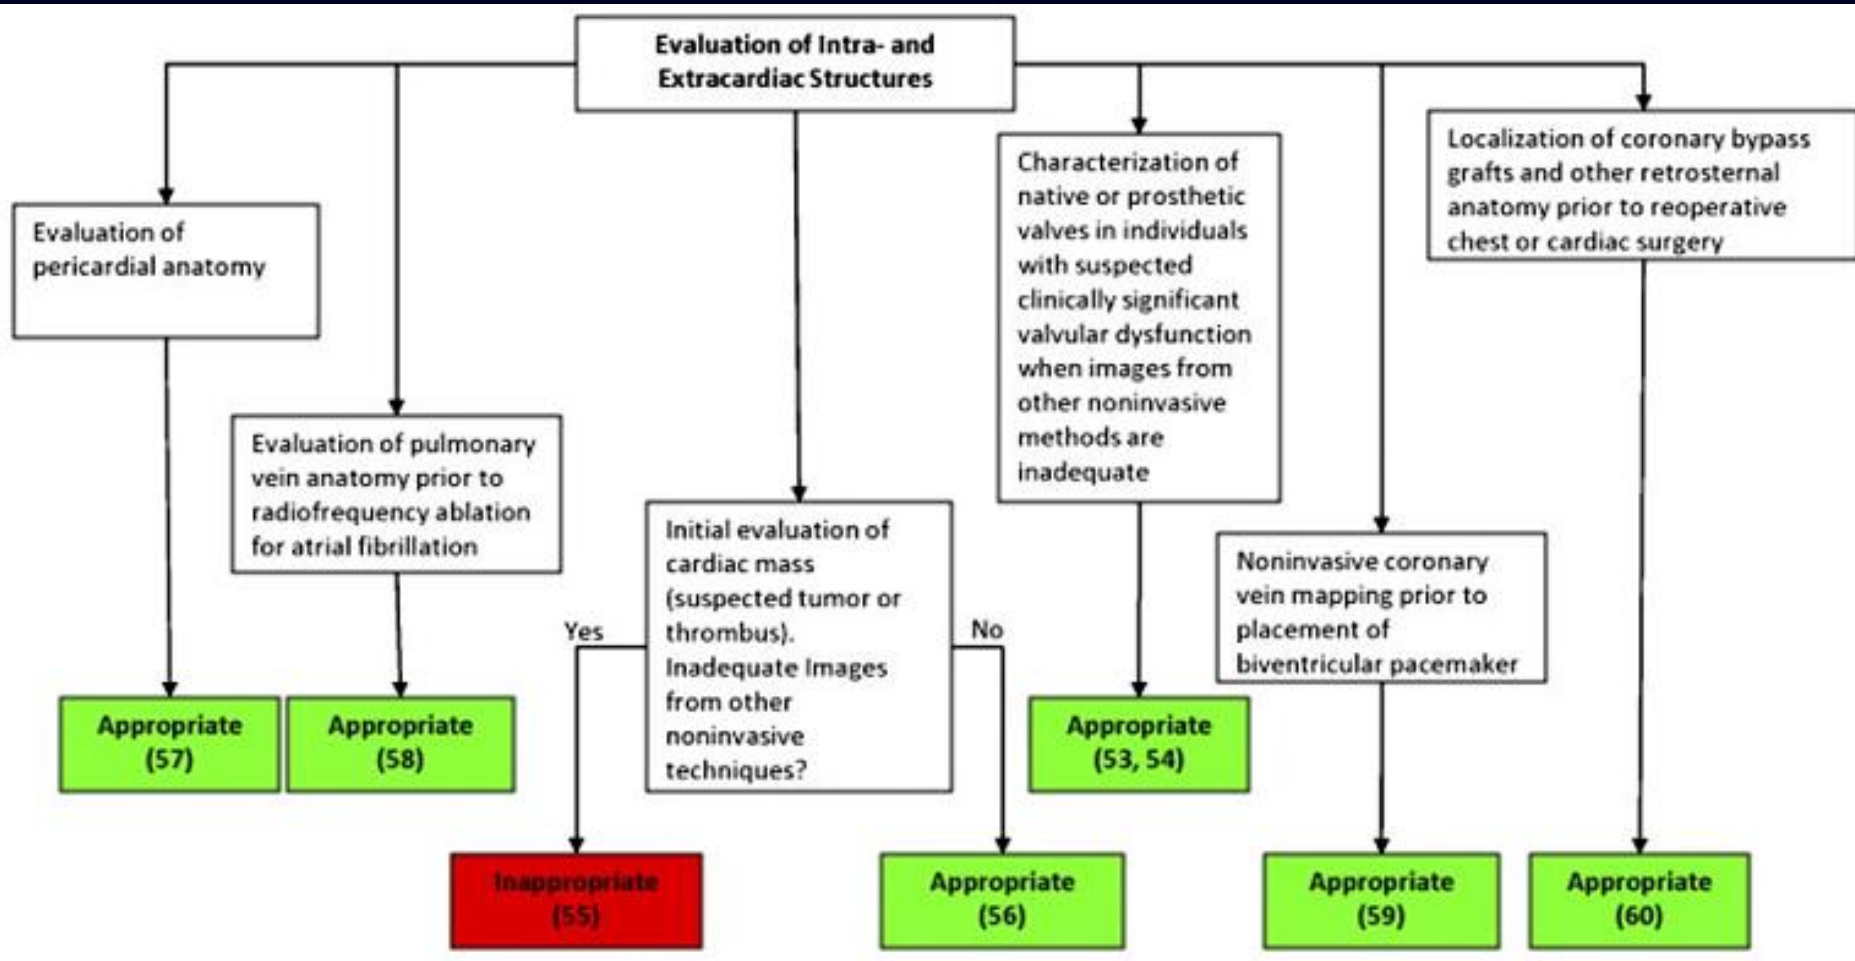 Evaluation of Intra- and
Extracardiac Structures
Evaluation of
pericardial anatomy
Evaluation of pulmonary
vein anatomy prior to
radiofrequency ablation
for atrial fibrillation
Initial evaluation of
cardiac mass
(suspected tumor or
thrombus).
Inadequate Images
from other
noninvasive
techniques?
Yes
No
Characterization of
native or prosthetic
valves in individuals
with suspected
clinically significant
valvular dysfunction
when images from
other noninvasive
methods are
inadequate
Noninvasive coronary
vein mapping prior to
placement of
biventricular pacemaker
Localization of coronary bypass
grafts and other retrosternal
anatomy prior to reoperative
chest or cardiac surgery
Appropriate
(57)
Appropriate
(58)
Appropriate
(53, 54)
Inappropriate
(55)
Appropriate
(56)
Appropriate
(59)
Appropriate
(60)